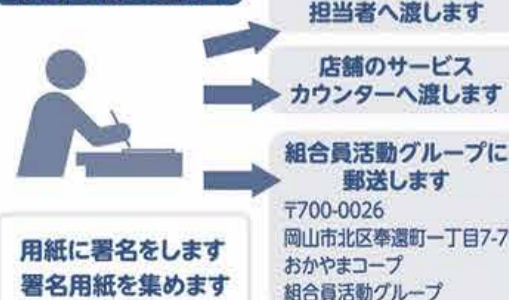 担当者へ渡します
店舗のサービス
カウンターへ渡します
組合員活動グループに
郵送します
〒700-0026
岡山市北区奉還町一丁目7-7
おかやまコープ
組合員活動グループ
用紙に署名をします
署名用紙を集めます